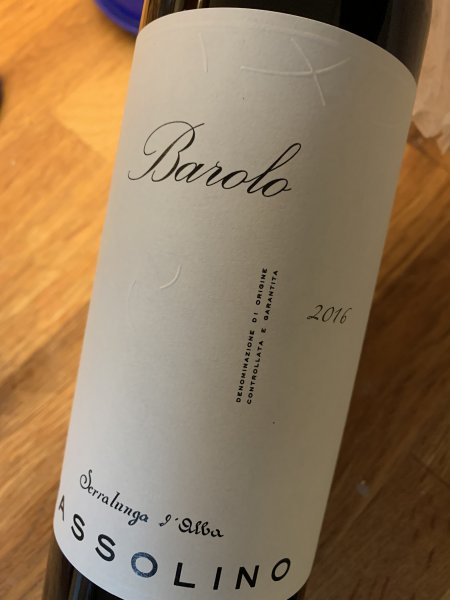 Barolo
2016
DENOMINAZIONE DI ORIGINE
CONTROLLATA E GARANTITA
Serralunga d'Alba
ASSOLINO